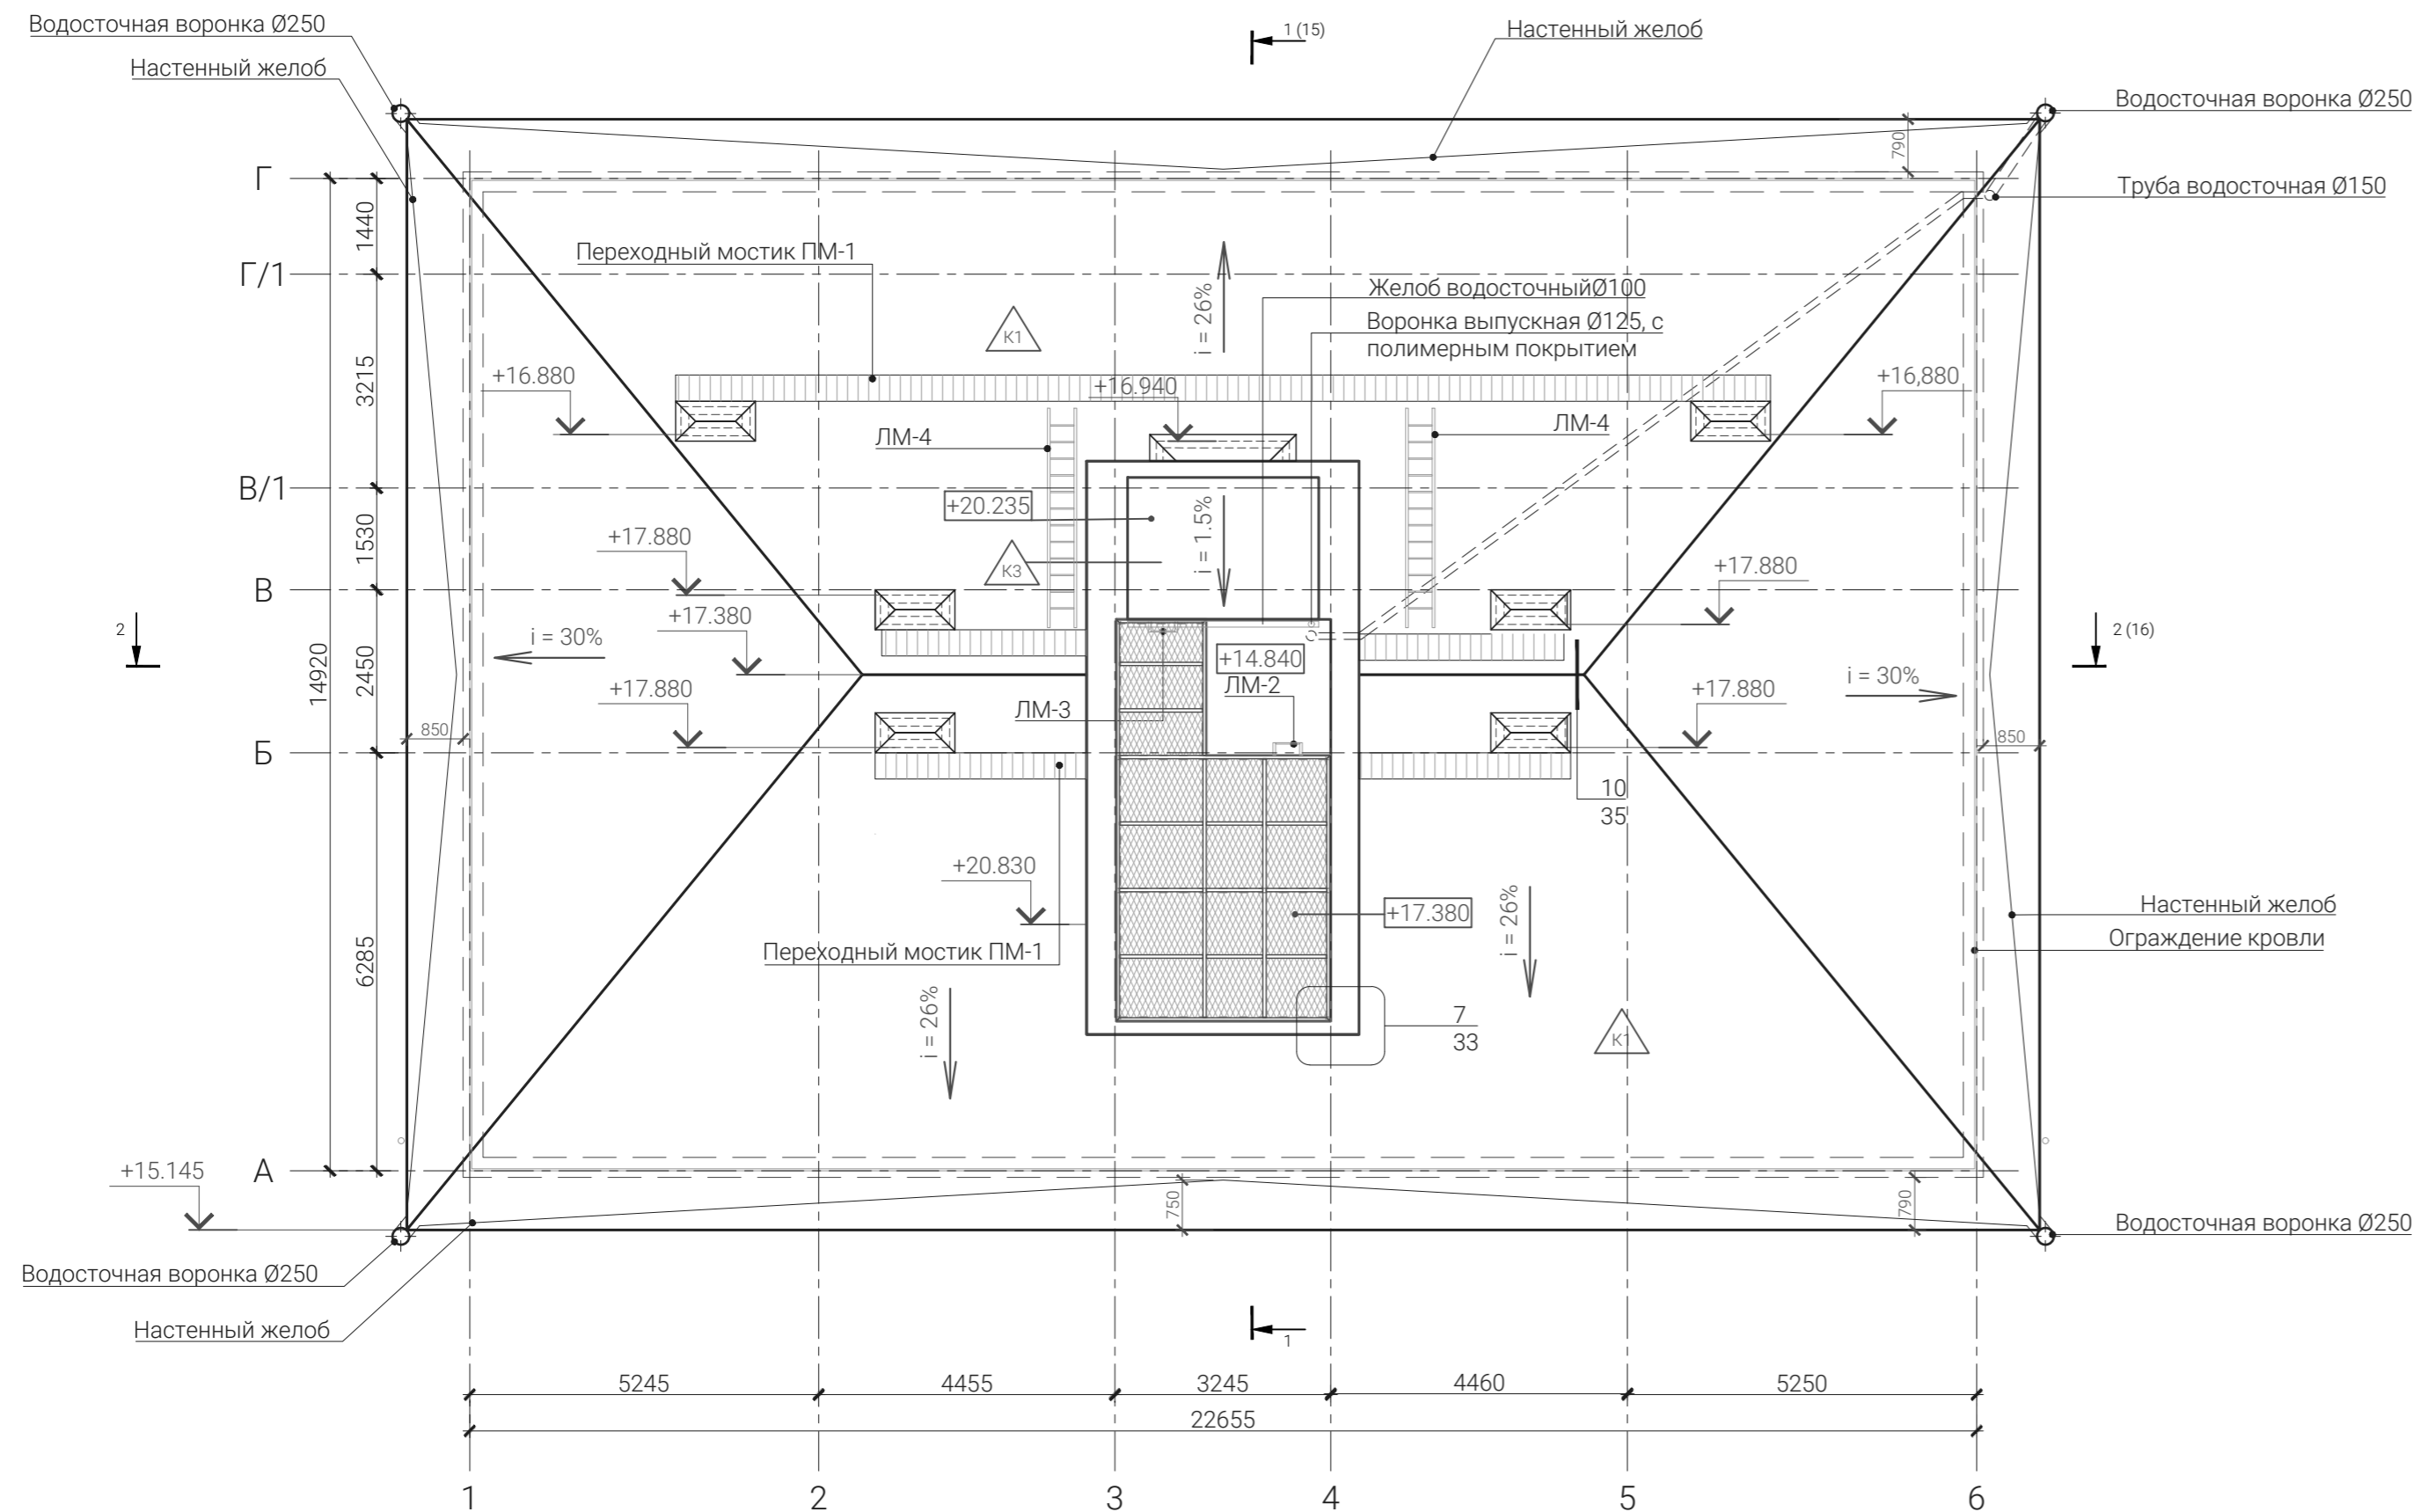 Водосточная воронка Ø250
Настенный желоб
1 (15)
Настенный желоб
Водосточная воронка Ø250
790
Труба водосточная Ø150
Г
1440
Переходный мостик ПМ-1
Г/1
i = 26%
Желоб водосточныйØ100
Воронка выпускная Ø125, с
полимерным покрытием
К1
3215
+16.880
+16.940
+16,880
ЛМ-4
ЛМ-4
В/1
+20.235
i = 1.5%
1530
+17.880
К3
+17.880
В
+17.380
2
i = 30%
2 (16)
14920
2450
+14.840
i = 30%
+17.880
ЛМ-2
+17.880
ЛМ-3
850
850
Б
10
35
+20.830
i = 26%
+17.380
Настенный желоб
6285
Переходный мостик ПМ-1
Ограждение кровли
i = 26%
7
33
К1
+15.145
А
750
790
Водосточная воронка Ø250
Водосточная воронка Ø250
Настенный желоб
1
5245
4455
3245
4460
5250
22655
1
2
3
4
5
6